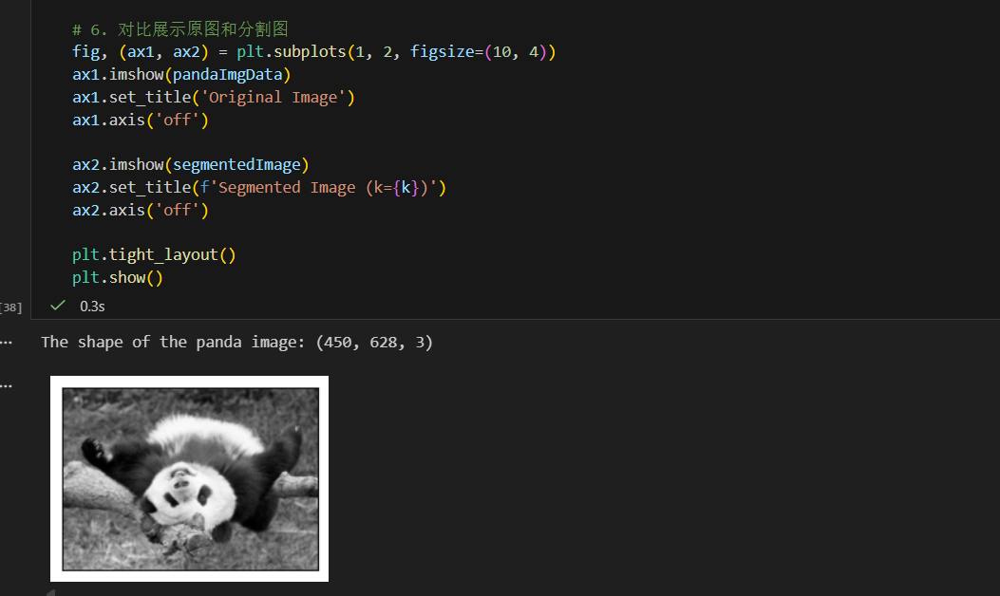 # 6. 对比展示原图和分割图
fig, (ax1, ax2) = plt.subplots(1, 2, figsize=(10, 4))
ax1.imshow(pandaImgData)
ax1.set_title('Original Image')
ax1.axis('off')
ax2.imshow(segmentedImage)
ax2.set_title(f'Segmented Image (k={k})')
ax2.axis('off')
plt.tight_layout()
plt.show()
[38]
0.3s
The shape of the panda image: (450, 628, 3)